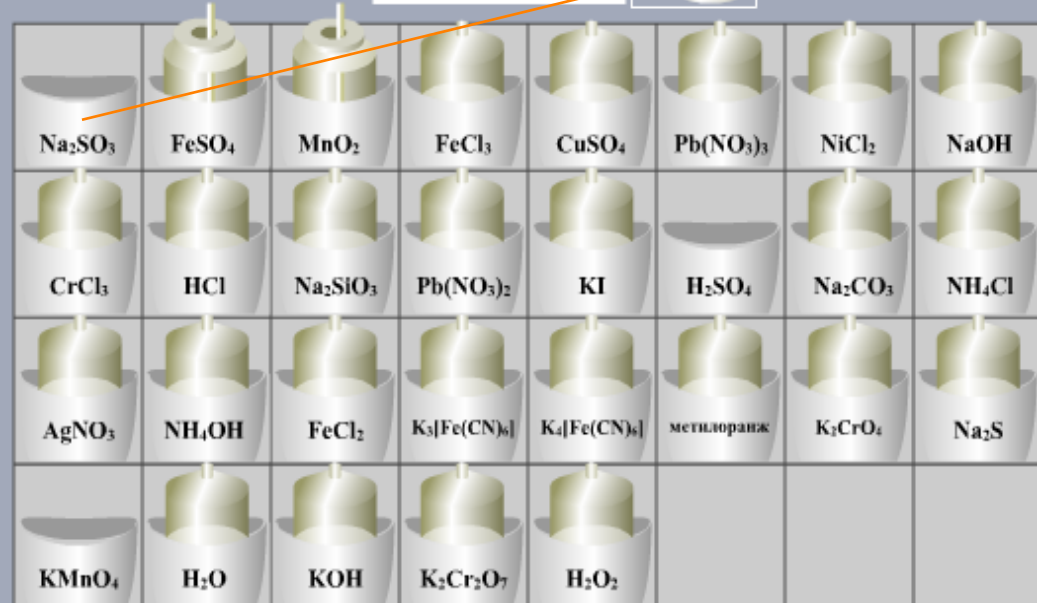 Na₂SO₃ FeSO₄ MnO₂ FeCl₃ CuSO₄ Pb(NO₃)₃ NiCl₂ NaOH
CrCl₃ HCl Na₂SiO₃ Pb(NO₃)₂ KI H₂SO₄ Na₂CO₃ NH₄Cl
AgNO₃ NH₄OH FeCl₂ K₃[Fe(CN)₆] K₄[Fe(CN)₆] метилоранж K₂CrO₄ Na₂S
KMnO₄ H₂O KOH K₂Cr₂O₇ H₂O₂